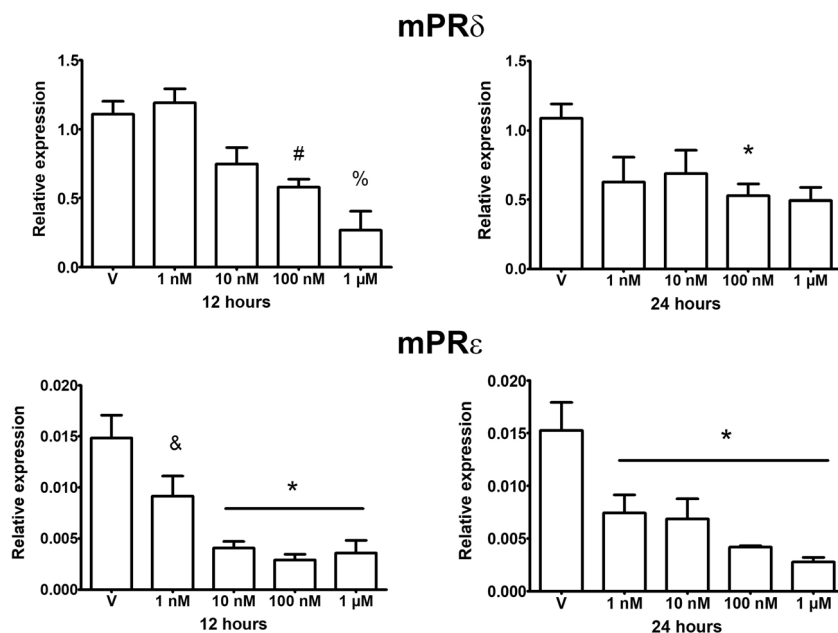 mPRδ
1.5
1.0
0.5
0.0
Relative expression
#
%
V 1 nM 10 nM 100 nM 1 µM
12 hours
1.5
1.0
0.5
0.0
Relative expression
*
V 1 nM 10 nM 100 nM 1 µM
24 hours
mPRε
0.020
0.015
0.010
0.005
0.000
Relative expression
&
*
V 1 nM 10 nM 100 nM 1 µM
12 hours
0.020
0.015
0.010
0.005
0.000
Relative expression
*
V 1 nM 10 nM 100 nM 1 µM
24 hours